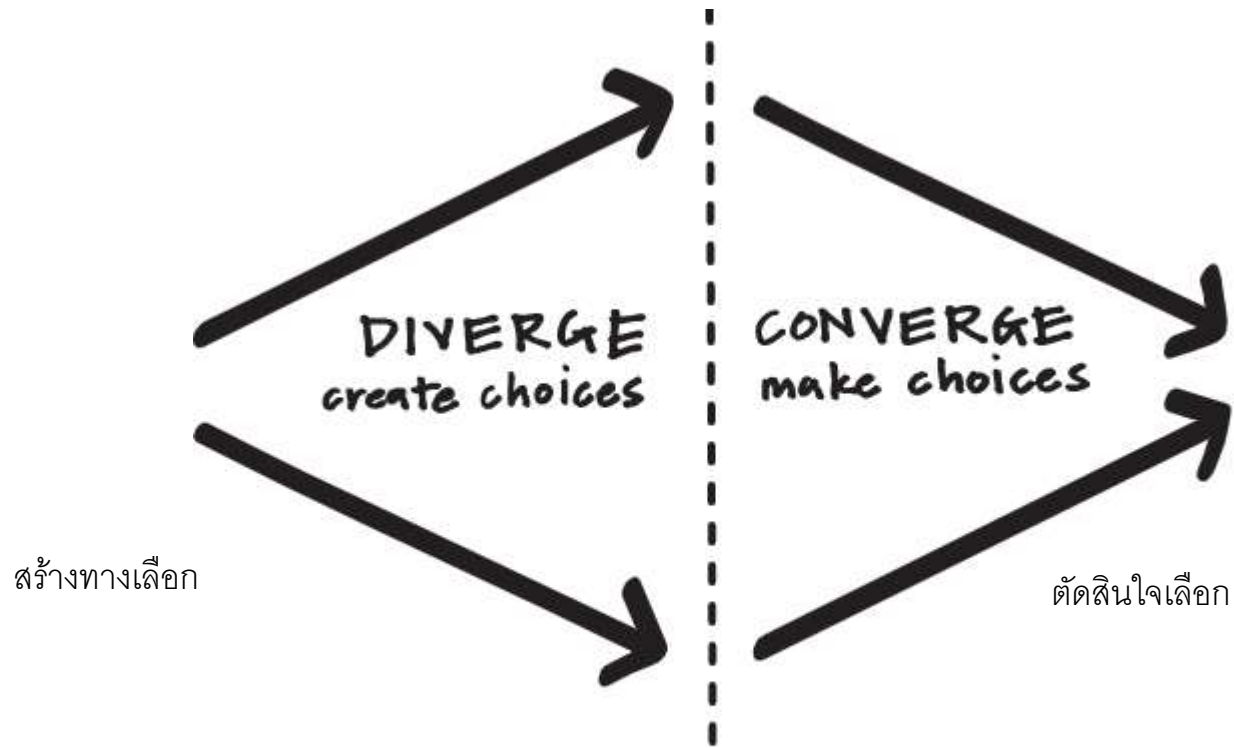 DIVERGE
create choices
CONVERGE
make choices
สร้างทางเลือก
ตัดสินใจเลือก